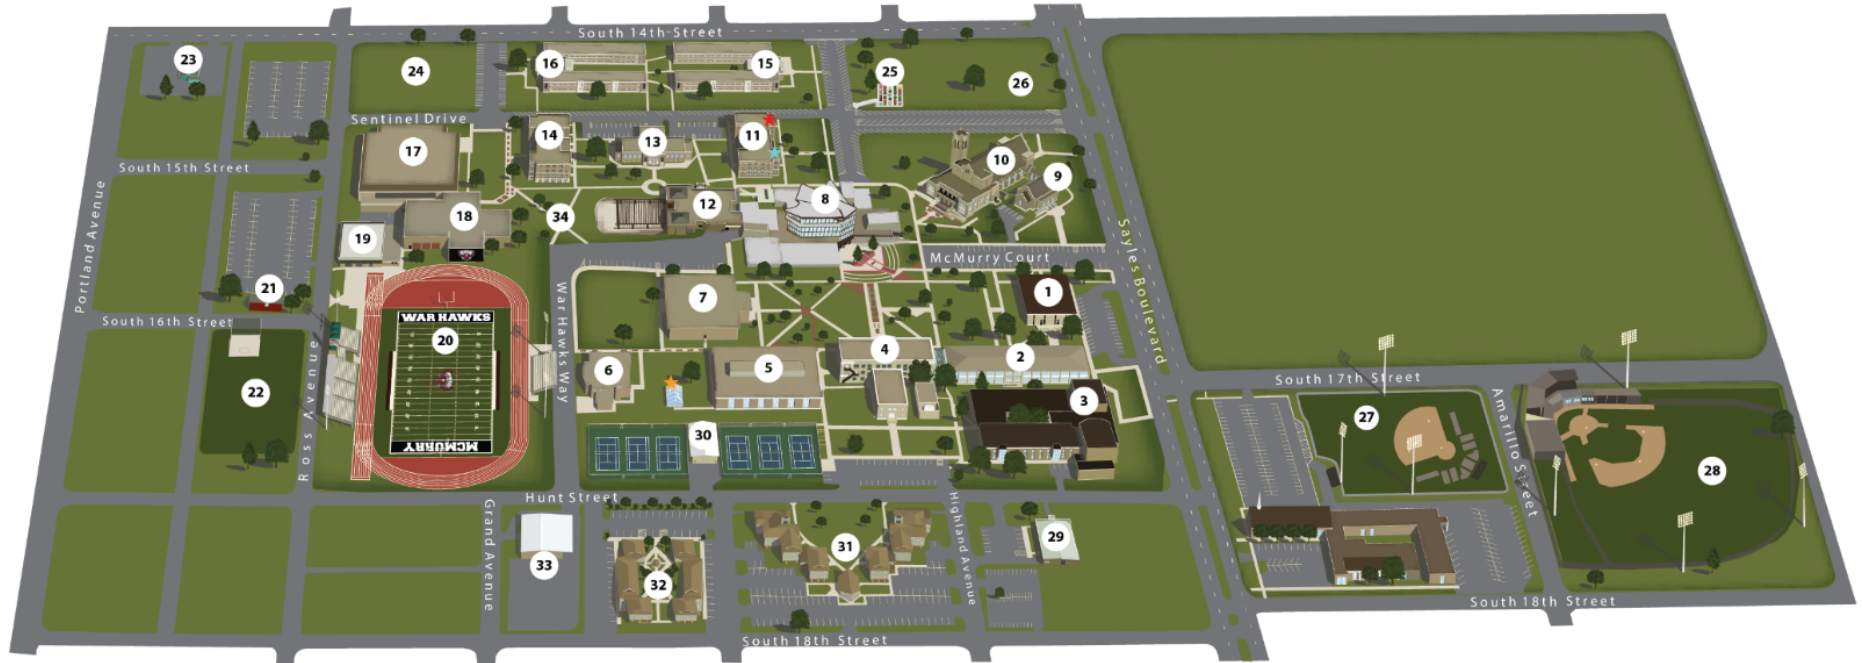 South 14th Street
23
24
16
15
25
26
Sentinel Drive
17
14
13
11
10
9
South 15th Street
Portland Avenue
18
34
12
8
19
Sayles Boulevard
McMurry Court
21
1
7
War Hawks Way
South 16th Street
WAR HAWKS
20
Ross Avenue
4
2
6
5
3
22
South 17th Street
Amarillo Street
27
30
MCMURRY
28
Hunt Street
Grand Avenue
Highland Avenue
33
32
31
29
South 18th Street
South 18th Street